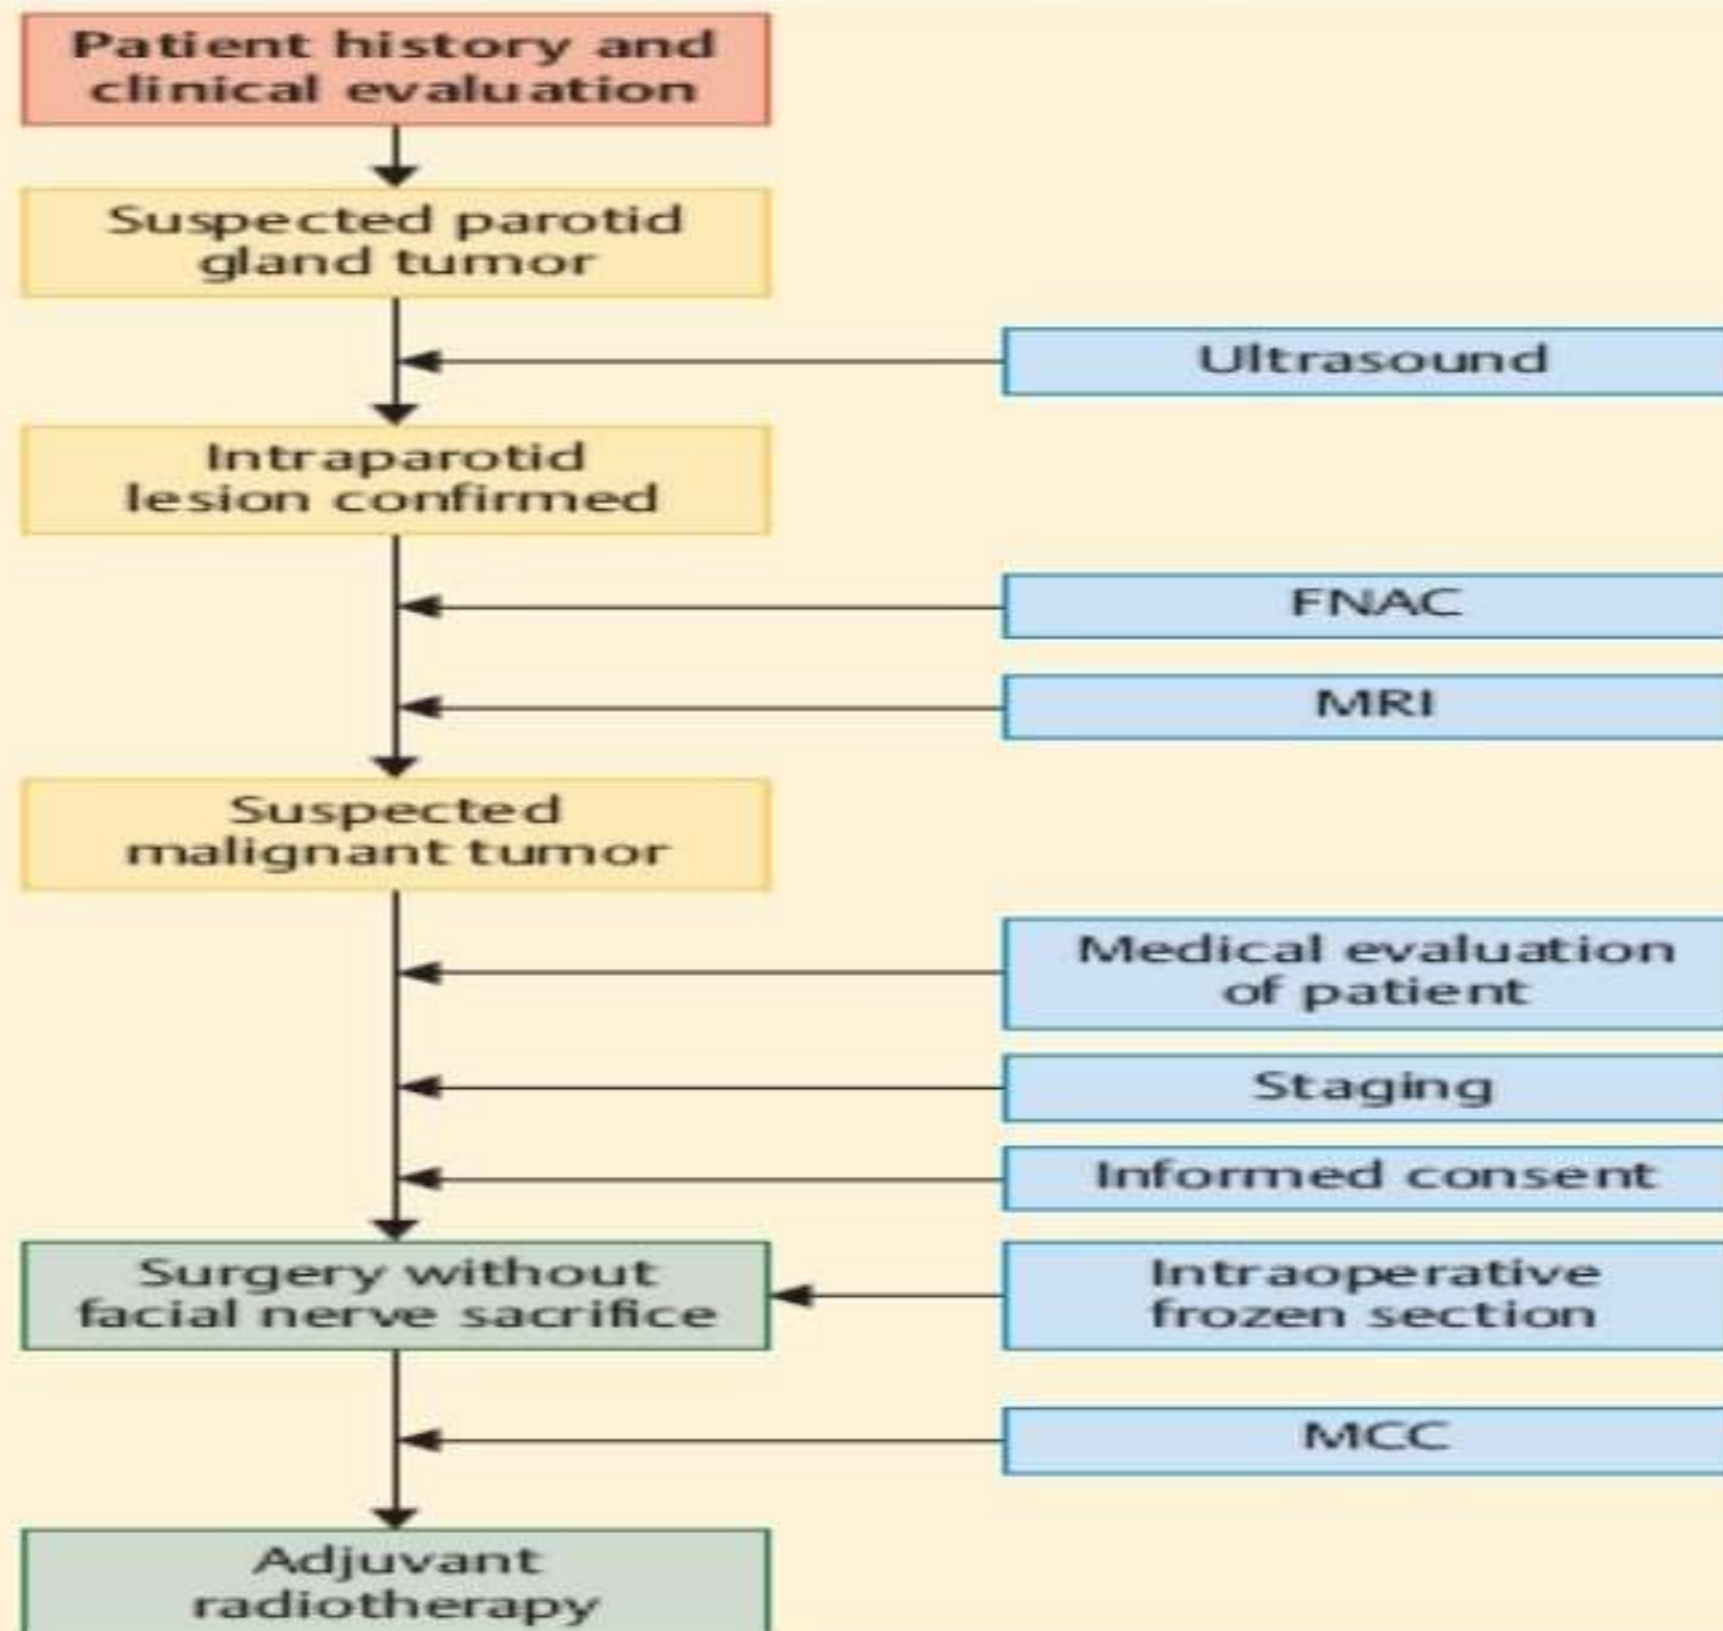 Patient history and
clinical evaluation
Suspected parotid
gland tumor
Ultrasound
Intraparotid
lesion confirmed
FNAC
MRI
Suspected
malignant tumor
Medical evaluation
of patient
Staging
Informed consent
Surgery without
facial nerve sacrifice
Intraoperative
frozen section
MCC
Adjuvant
radiotherapy